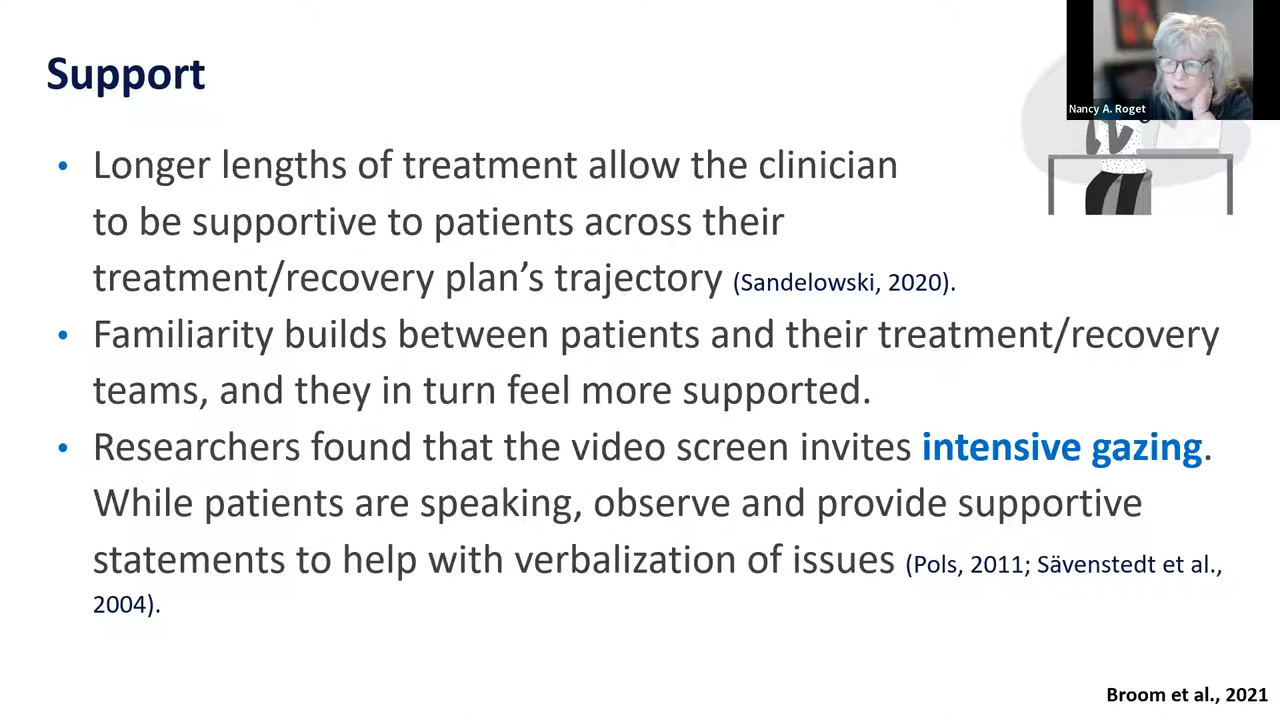 Support
Nancy A. Roget
• Longer lengths of treatment allow the clinician
to be supportive to patients across their
treatment/recovery plan’s trajectory (Sandelowski, 2020).
• Familiarity builds between patients and their treatment/recovery
teams, and they in turn feel more supported.
• Researchers found that the video screen invites intensive gazing.
While patients are speaking, observe and provide supportive
statements to help with verbalization of issues (Pols, 2011; Sävenstedt et al.,
2004).
Broom et al., 2021